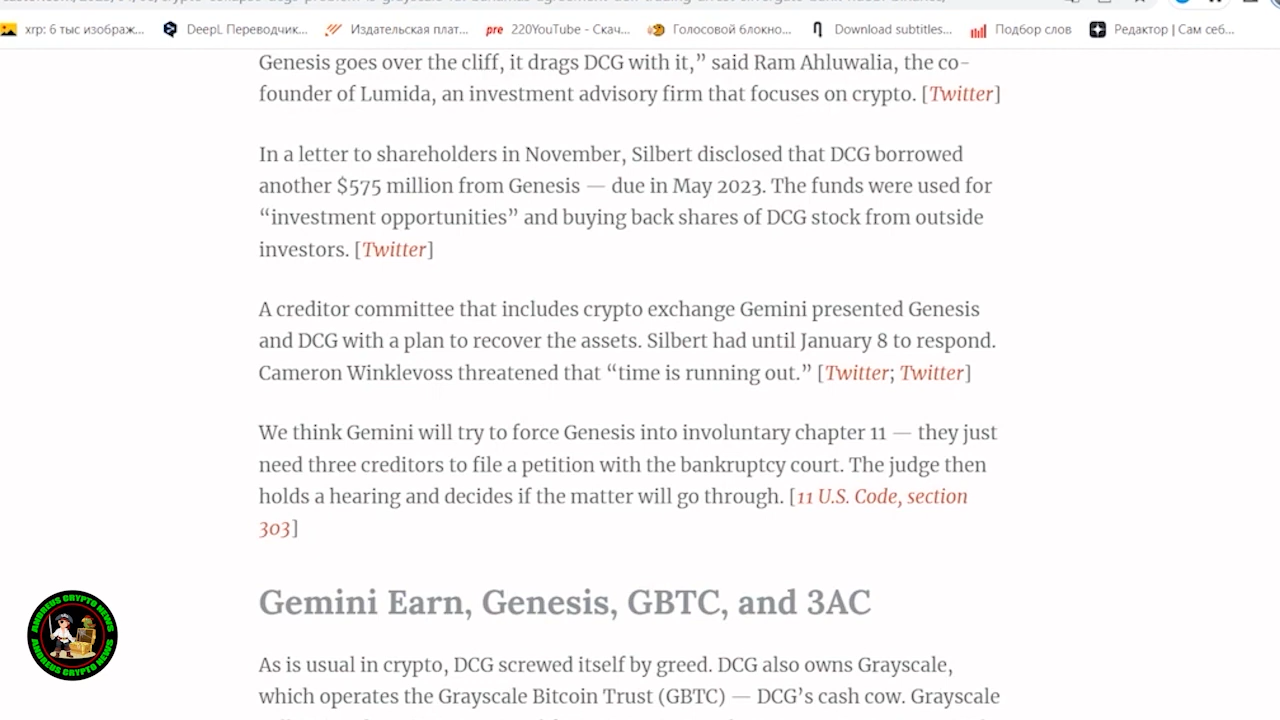 xrp: 6 тыс изображ...
DeepL Переводчик...
Издательская плат...
pre 220YouTube - Скач...
Голосовой блокно...
Download subtitles...
Подбор слов
Редактор | Сам себ...
Genesis goes over the cliff, it drags DCG with it,” said Ram Ahluwalia, the co-
founder of Lumida, an investment advisory firm that focuses on crypto. [Twitter]
In a letter to shareholders in November, Silbert disclosed that DCG borrowed
another $575 million from Genesis — due in May 2023. The funds were used for
“investment opportunities” and buying back shares of DCG stock from outside
investors. [Twitter]
A creditor committee that includes crypto exchange Gemini presented Genesis
and DCG with a plan to recover the assets. Silbert had until January 8 to respond.
Cameron Winklevoss threatened that “time is running out.” [Twitter; Twitter]
We think Gemini will try to force Genesis into involuntary chapter 11 — they just
need three creditors to file a petition with the bankruptcy court. The judge then
holds a hearing and decides if the matter will go through. [11 U.S. Code, section
303]
Gemini Earn, Genesis, GBTC, and 3AC
As is usual in crypto, DCG screwed itself by greed. DCG also owns Grayscale,
which operates the Grayscale Bitcoin Trust (GBTC) — DCG’s cash cow. Grayscale
ANDREUS CRYPTO NEWS
ANDREUS CRYPTO NEWS